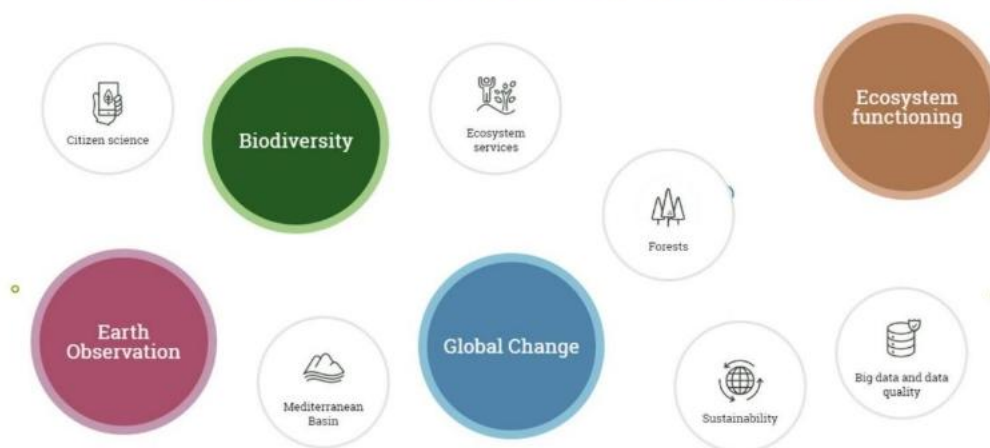 Citizen science
Biodiversity
Ecosystem
services
Ecosystem
functioning
Forests
Earth
Observation
Mediterranean
Basin
Global Change
Sustainability
Big data and data
quality